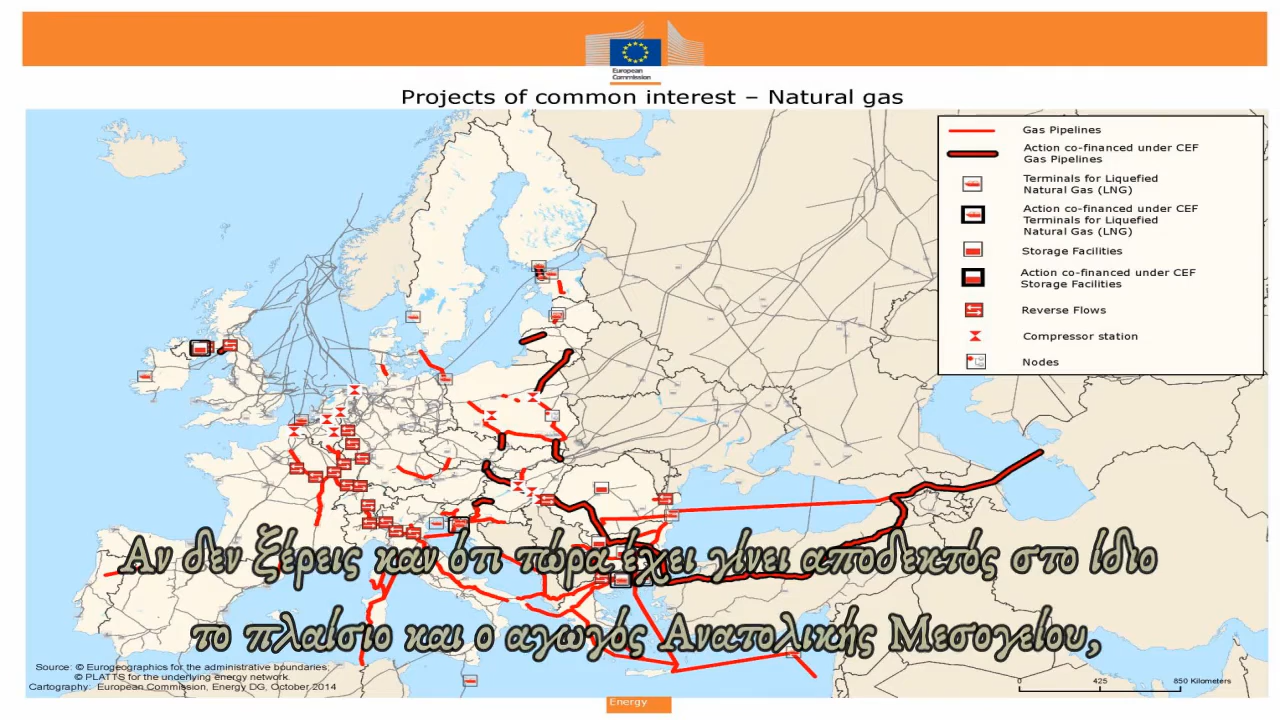 European
Commission
Projects of common interest – Natural gas
Gas Pipelines
Action co-financed under CEF
Gas Pipelines
Terminals for Liquefied
Natural Gas (LNG)
Action co-financed under CEF
Terminals for Liquefied
Natural Gas (LNG)
Storage Facilities
Action co-financed under CEF
Storage Facilities
Reverse Flows
Compressor station
Nodes
Αν δεν ξέρεις καν ότι τώρα έχει γίνει αποδεκτός στο ίδιο
το πλαίσιο και ο αγωγός Ανατολικής Μεσογείου,
Source: © Eurogeographics for the administrative boundaries;
© PLATTS for the underlying energy network.
Cartography: European Commission, Energy DG, October 2014
0 425 850 Kilometers
Energy